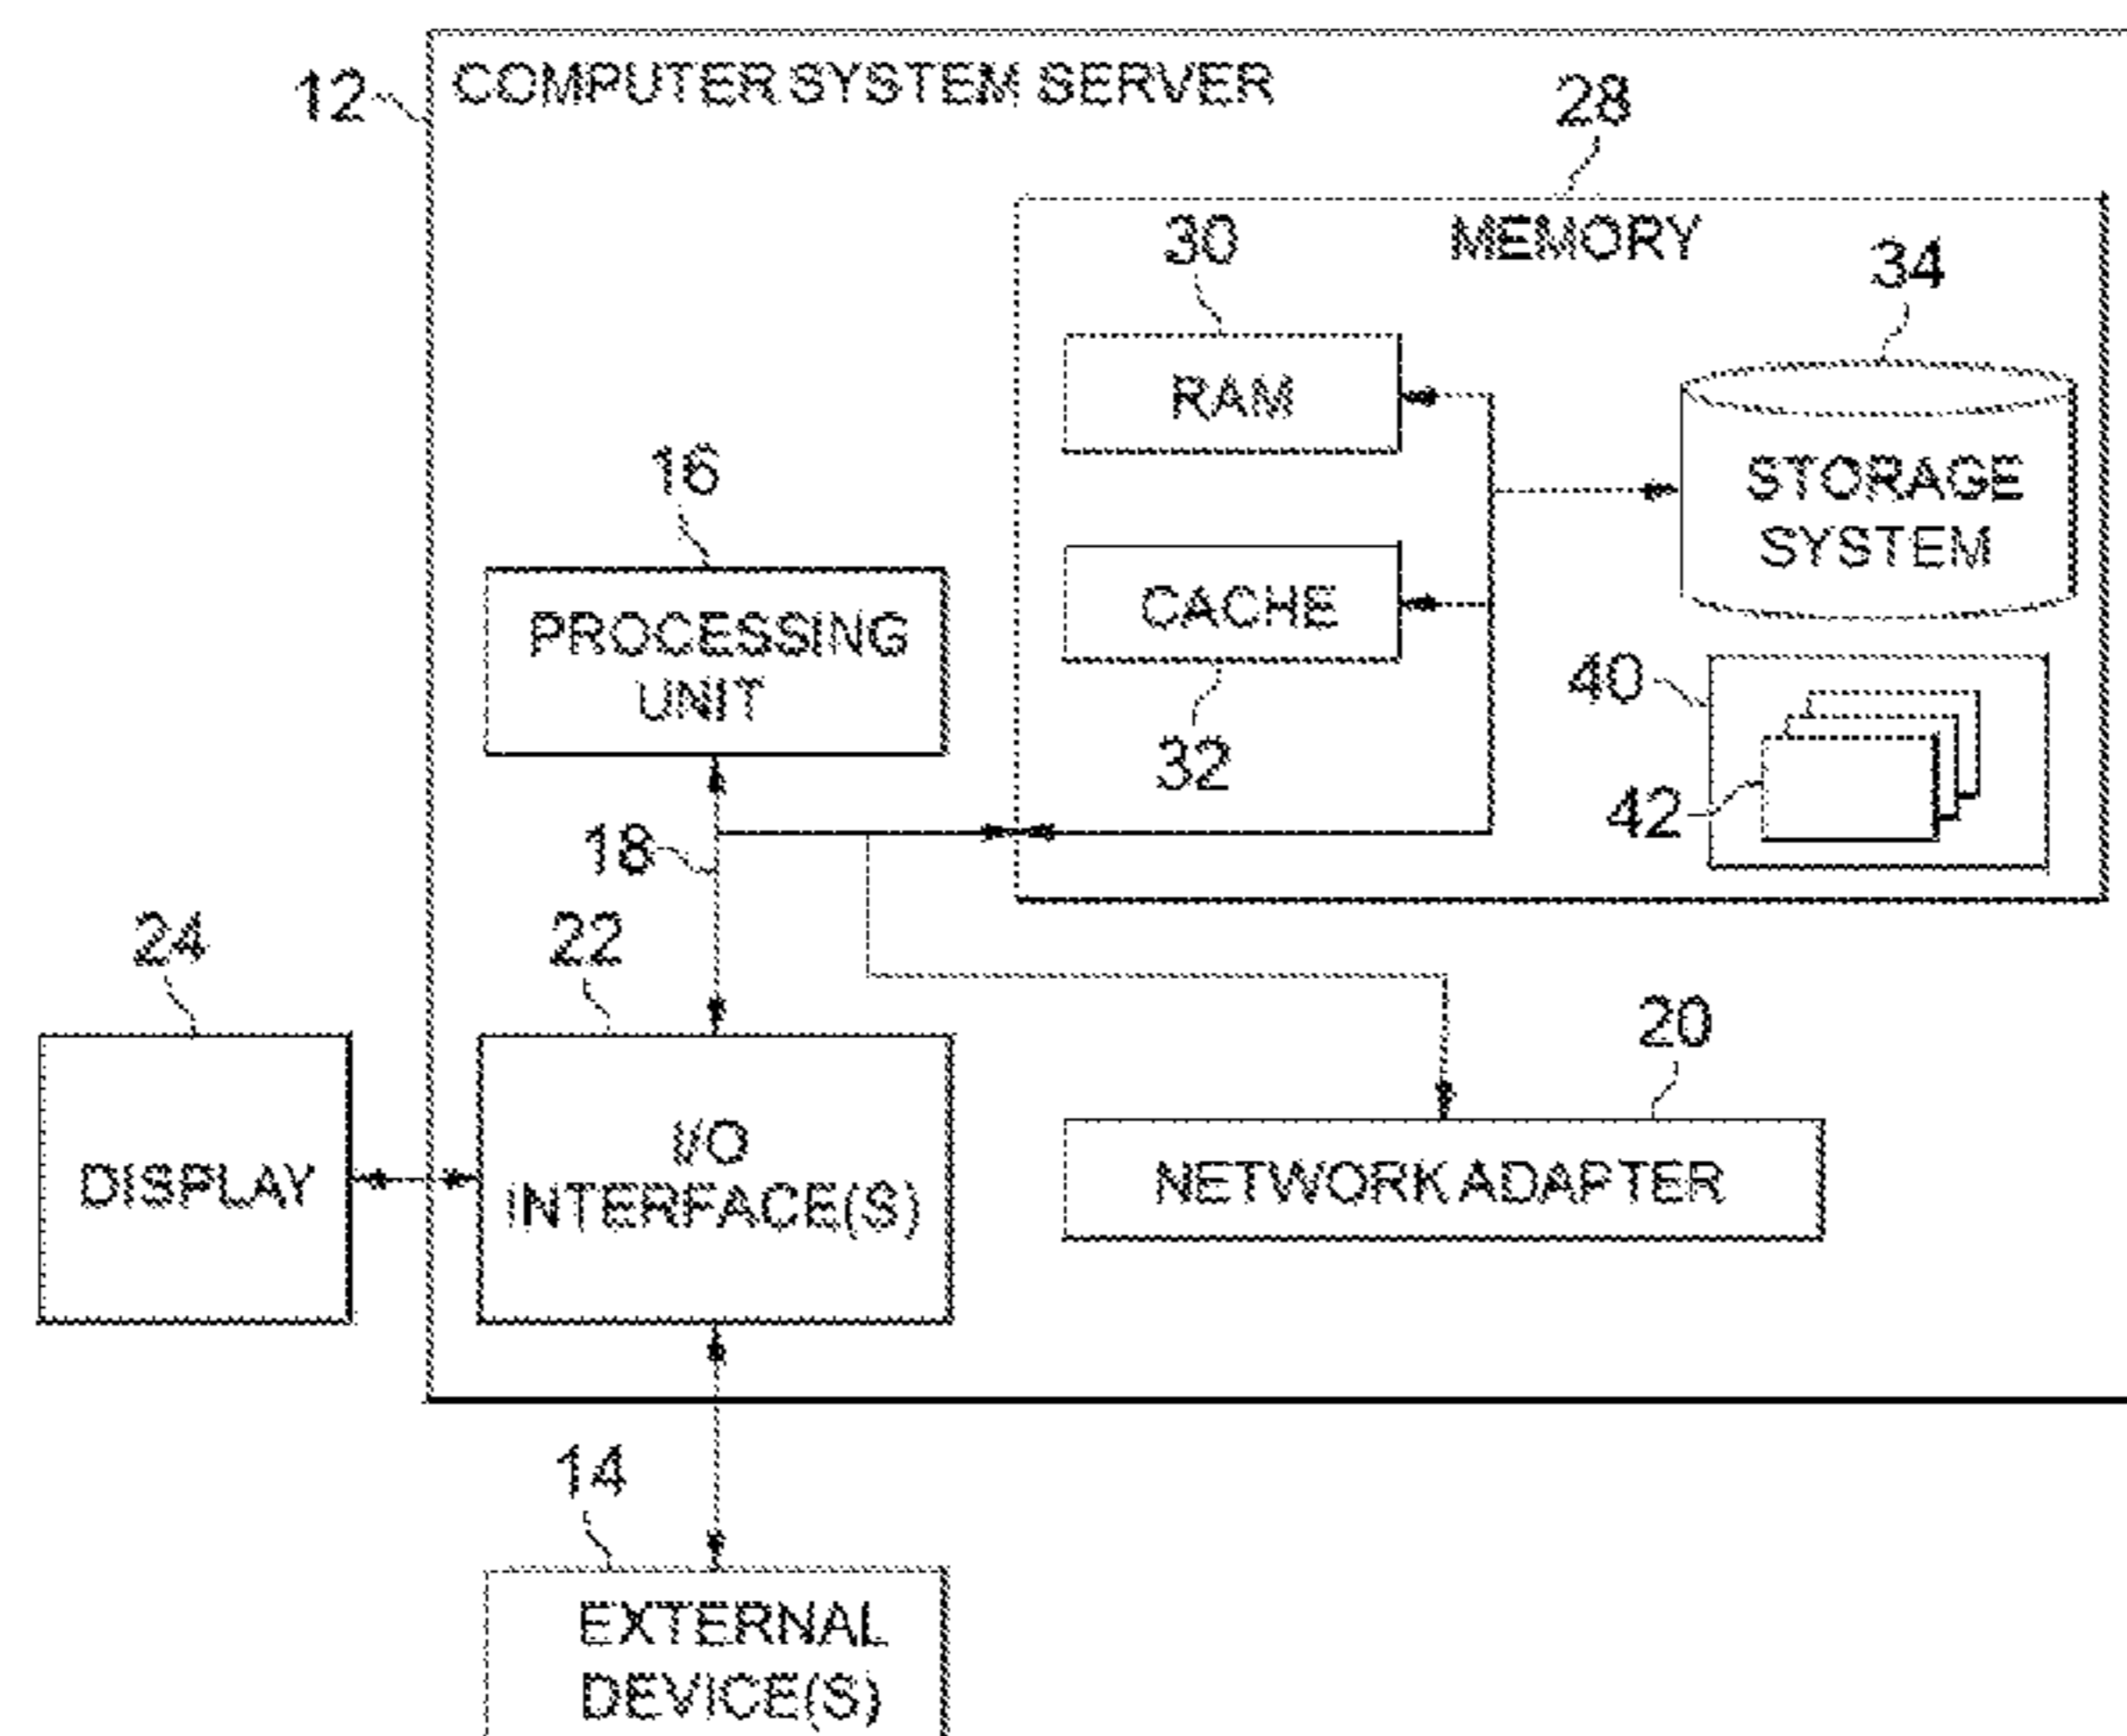 12
COMPUTER SYSTEM SERVER
28
MEMORY
30
34
RAM
STORAGE
SYSTEM
16
PROCESSING
UNIT
CACHE
32
40
42
18
24
22
20
DISPLAY
I/O
INTERFACE(S)
NETWORK ADAPTER
14
EXTERNAL
DEVICE(S)